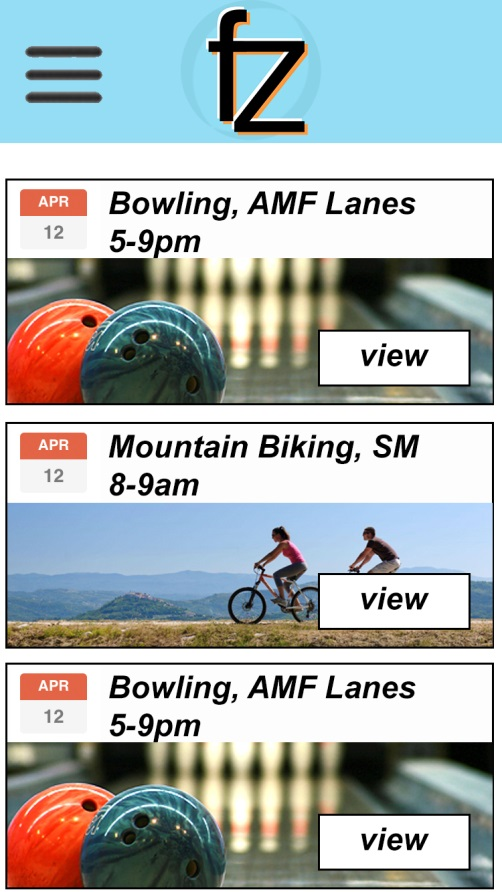 fz
APR
12
Bowling, AMF Lanes
5-9pm
view
APR
12
Mountain Biking, SM
8-9am
view
APR
12
Bowling, AMF Lanes
5-9pm
view